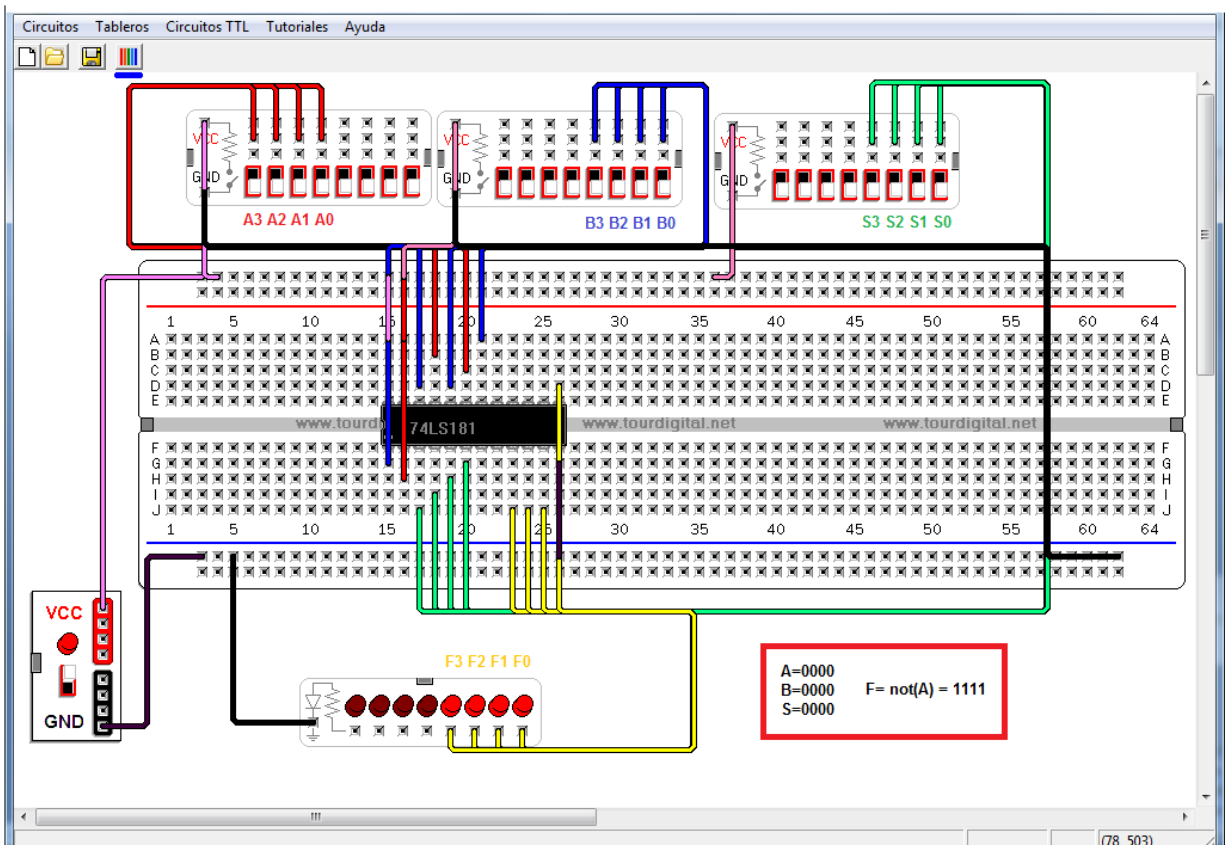 Circuitos Tableros Circuitos TTL Tutoriales Ayuda
VCC
GND
A3 A2 A1 A0
VCC
GND
B3 B2 B1 B0
VCC
GND
S3 S2 S1 S0
1 5 10 15 20 25 30 35 40 45 50 55 60 64
A A
B B
C C
D D
E E
www.tourdigital.net www.tourdigital.net
74LS181
F F
G G
H H
I I
J J
1 5 10 15 20 25 30 35 40 45 50 55 60 64
VCC
GND
F3 F2 F1 F0
A=0000
B=0000 F= not(A) = 1111
S=0000
(78, 503)